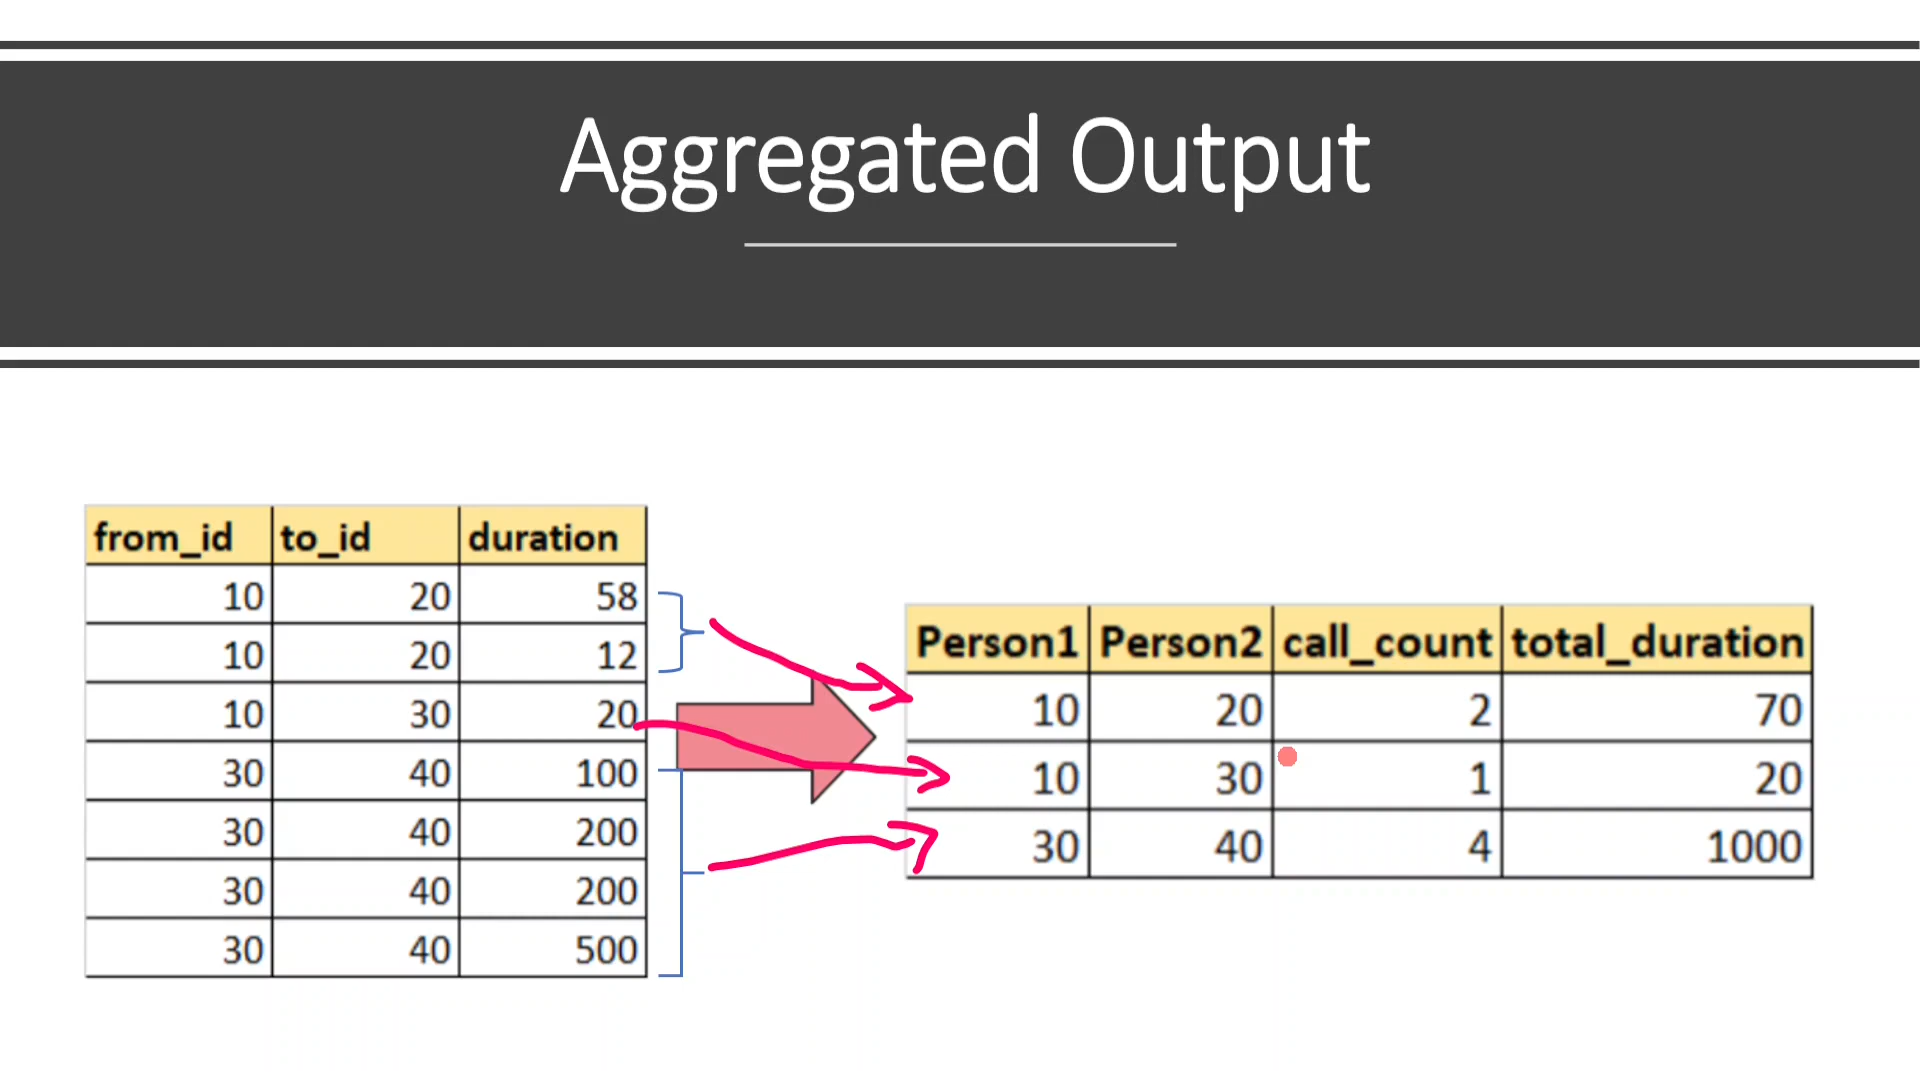 Aggregated Output
from_id to_id duration
10 20 58
10 20 12
10 30 20
30 40 100
30 40 200
30 40 200
30 40 500
Person1 Person2 call_count total_duration
10 20 2 70
10 30 1 20
30 40 4 1000